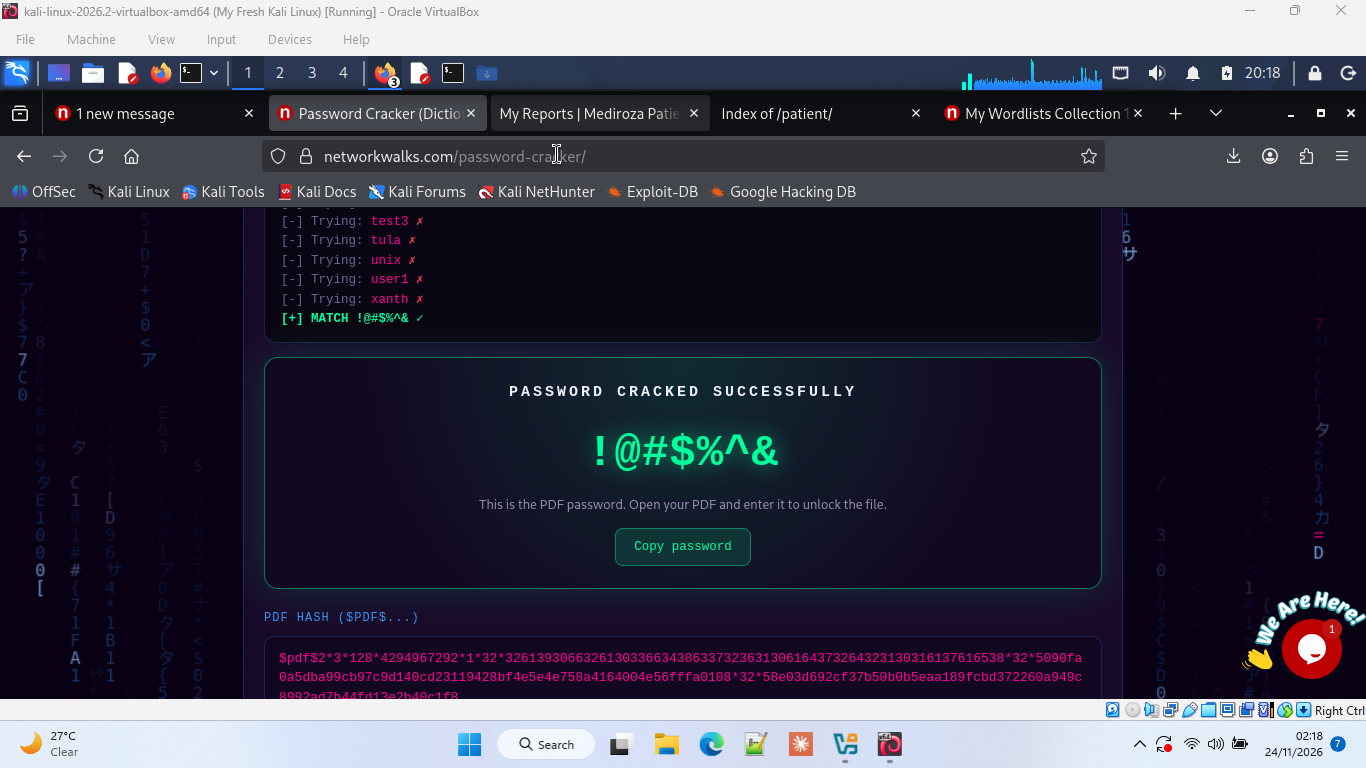 kali-linux-2026.2-virtualbox-amd64 (My Fresh Kali Linux) [Running] - Oracle VirtualBox
File Machine View Input Devices Help
1 2 3 4 3 20:18
1 new message
Password Cracker (Dictio
My Reports | Mediroza Patie
Index of /patient/
My Wordlists Collection 1
networkwalks.com/password-cracker/
OffSec Kali Linux Kali Tools Kali Docs Kali Forums Kali NetHunter Exploit-DB Google Hacking DB
[-] Trying: test3 ✗
[-] Trying: tula ✗
[-] Trying: unix ✗
[-] Trying: user1 ✗
[-] Trying: xanth ✗
[+] MATCH !@#$%^& ✓
PASSWORD CRACKED SUCCESSFULLY
!@#$%^&
This is the PDF password. Open your PDF and enter it to unlock the file.
Copy password
We Are Here!
1
PDF HASH ($PDF$...)
$pdf$2*3*128*4294967292*1*32*32613930663261303366343863373236313061643732643231303161376165​38*32*5090fa
0a5dba99cb97c9d140cd23119428bf4e5e4e758a4164004e56fffa0108*32*58e03d692cf37b50b0b5eaa189fcbd372260a949c
8992ad7b44fd13e2b40c1f8
Right Ctrl
27°C
Clear
Search
02:18
24/11/2026
7